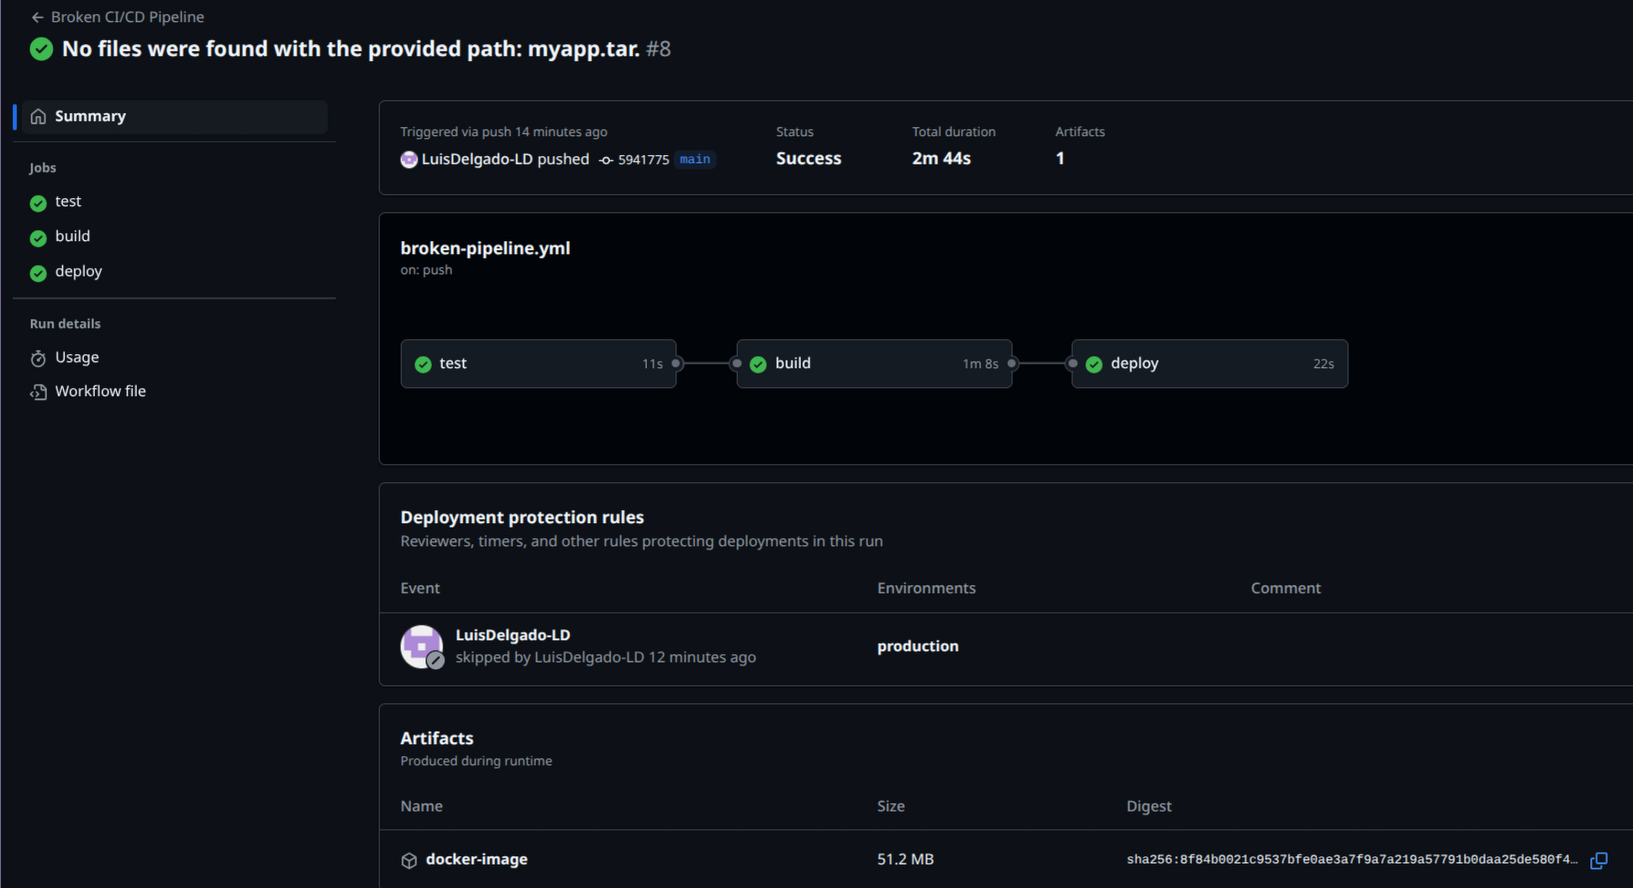 Broken CI/CD Pipeline
No files were found with the provided path: myapp.tar. #8
Summary
Jobs
test
build
deploy
Run details
Usage
Workflow file
Triggered via push 14 minutes ago
LuisDelgado-LD pushed 5941775 main
Status
Success
Total duration
2m 44s
Artifacts
1
broken-pipeline.yml
on: push
test 11s
build 1m 8s
deploy 22s
Deployment protection rules
Reviewers, timers, and other rules protecting deployments in this run
Event Environments Comment
LuisDelgado-LD
skipped by LuisDelgado-LD 12 minutes ago
production
Artifacts
Produced during runtime
Name Size Digest
docker-image 51.2 MB sha256:8f84b0021c9537bfe0ae3a7f9a7a219a57791b0daa25de580f4…